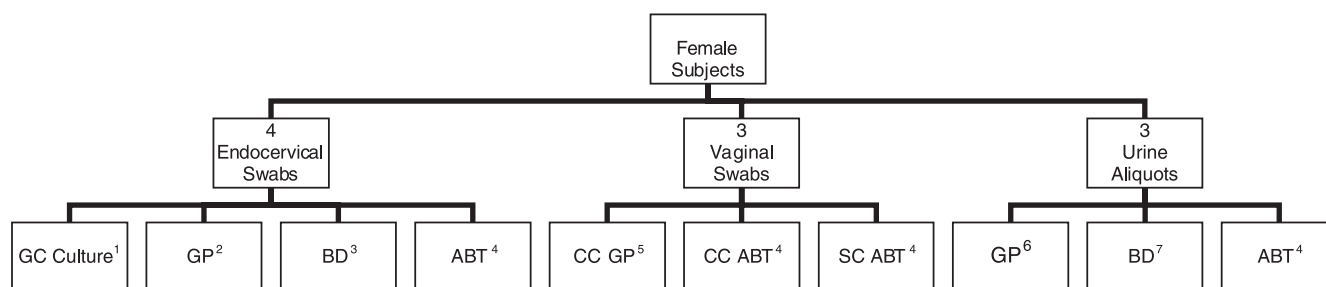 Female
Subjects
4
Endocervical
Swabs
3
Vaginal
Swabs
3
Urine
Aliquots
GC Culture¹
GP²
BD³
ABT⁴
CC GP⁵
CC ABT⁴
SC ABT⁴
GP⁶
BD⁷
ABT⁴